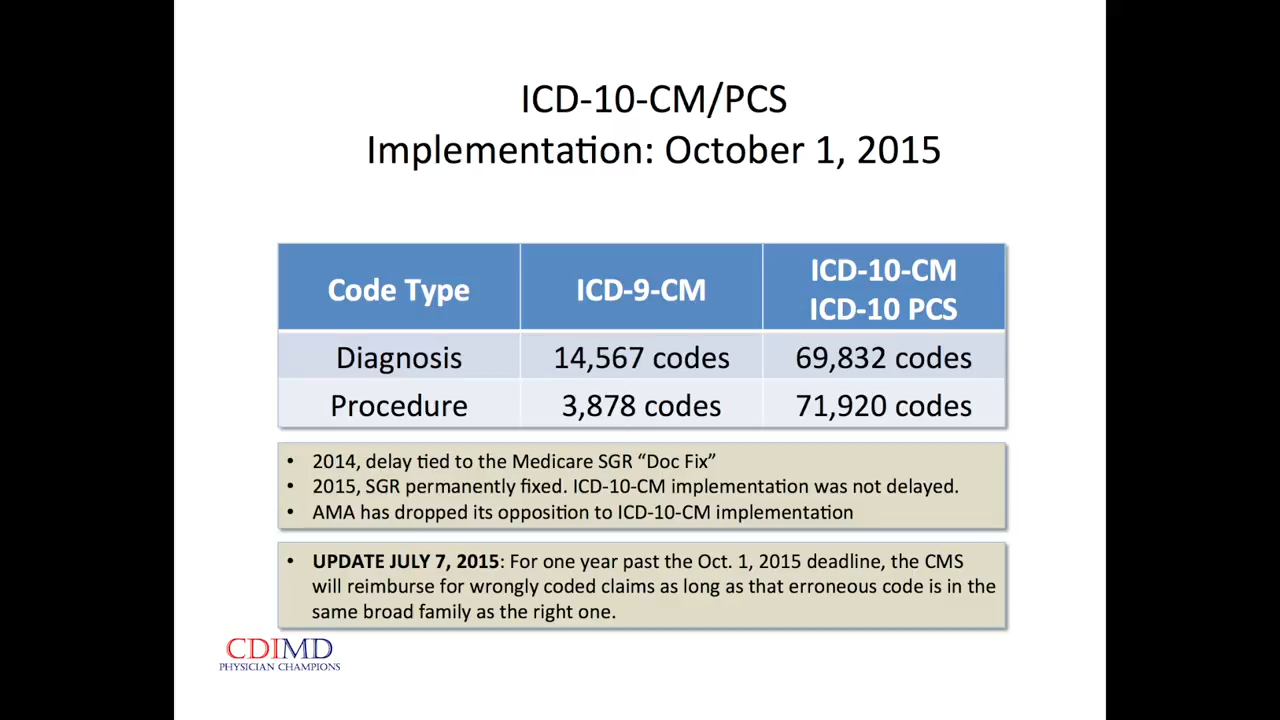 ICD-10-CM/PCS
Implementation: October 1, 2015
Code Type ICD-9-CM ICD-10-CM
ICD-10 PCS
Diagnosis 14,567 codes 69,832 codes
Procedure 3,878 codes 71,920 codes
• 2014, delay tied to the Medicare SGR “Doc Fix”
• 2015, SGR permanently fixed. ICD-10-CM implementation was not delayed.
• AMA has dropped its opposition to ICD-10-CM implementation
• UPDATE JULY 7, 2015: For one year past the Oct. 1, 2015 deadline, the CMS
will reimburse for wrongly coded claims as long as that erroneous code is in the
same broad family as the right one.
CDIMD
PHYSICIAN CHAMPIONS